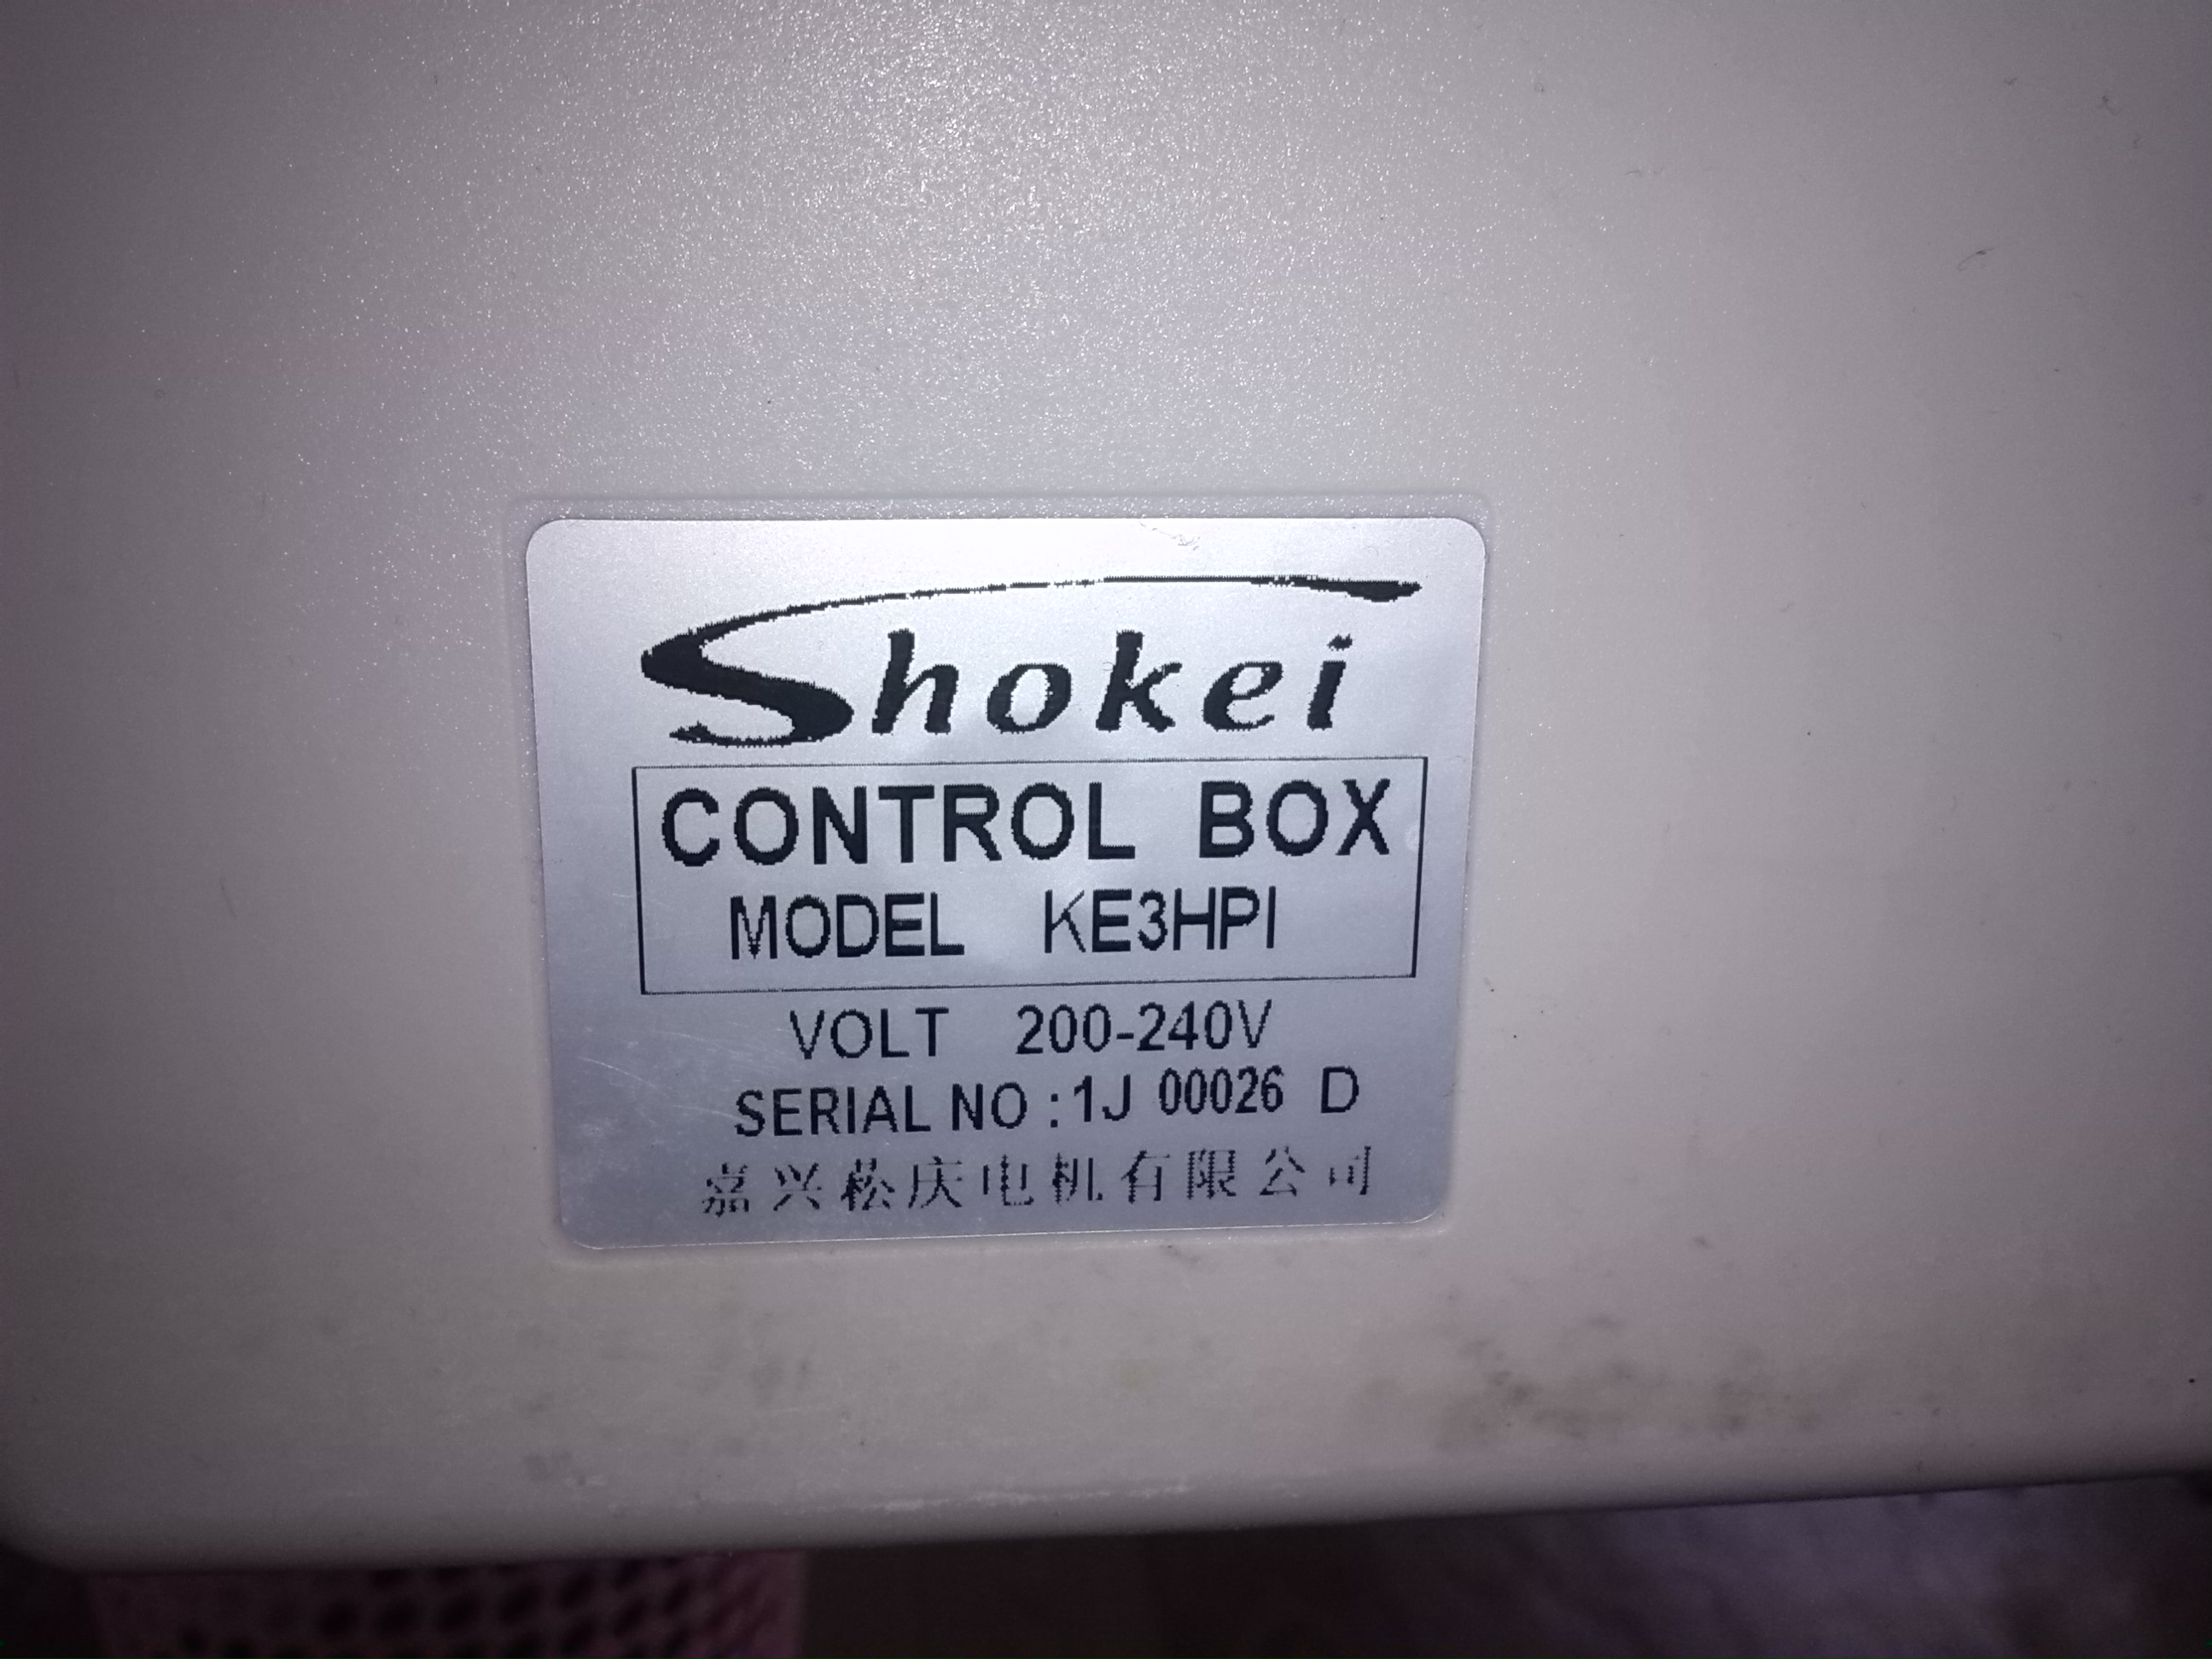 Shokei
CONTROL BOX
MODEL KE3HPI
VOLT 200-240V
SERIAL NO : 1J 00026 D
嘉兴松庆电机有限公司